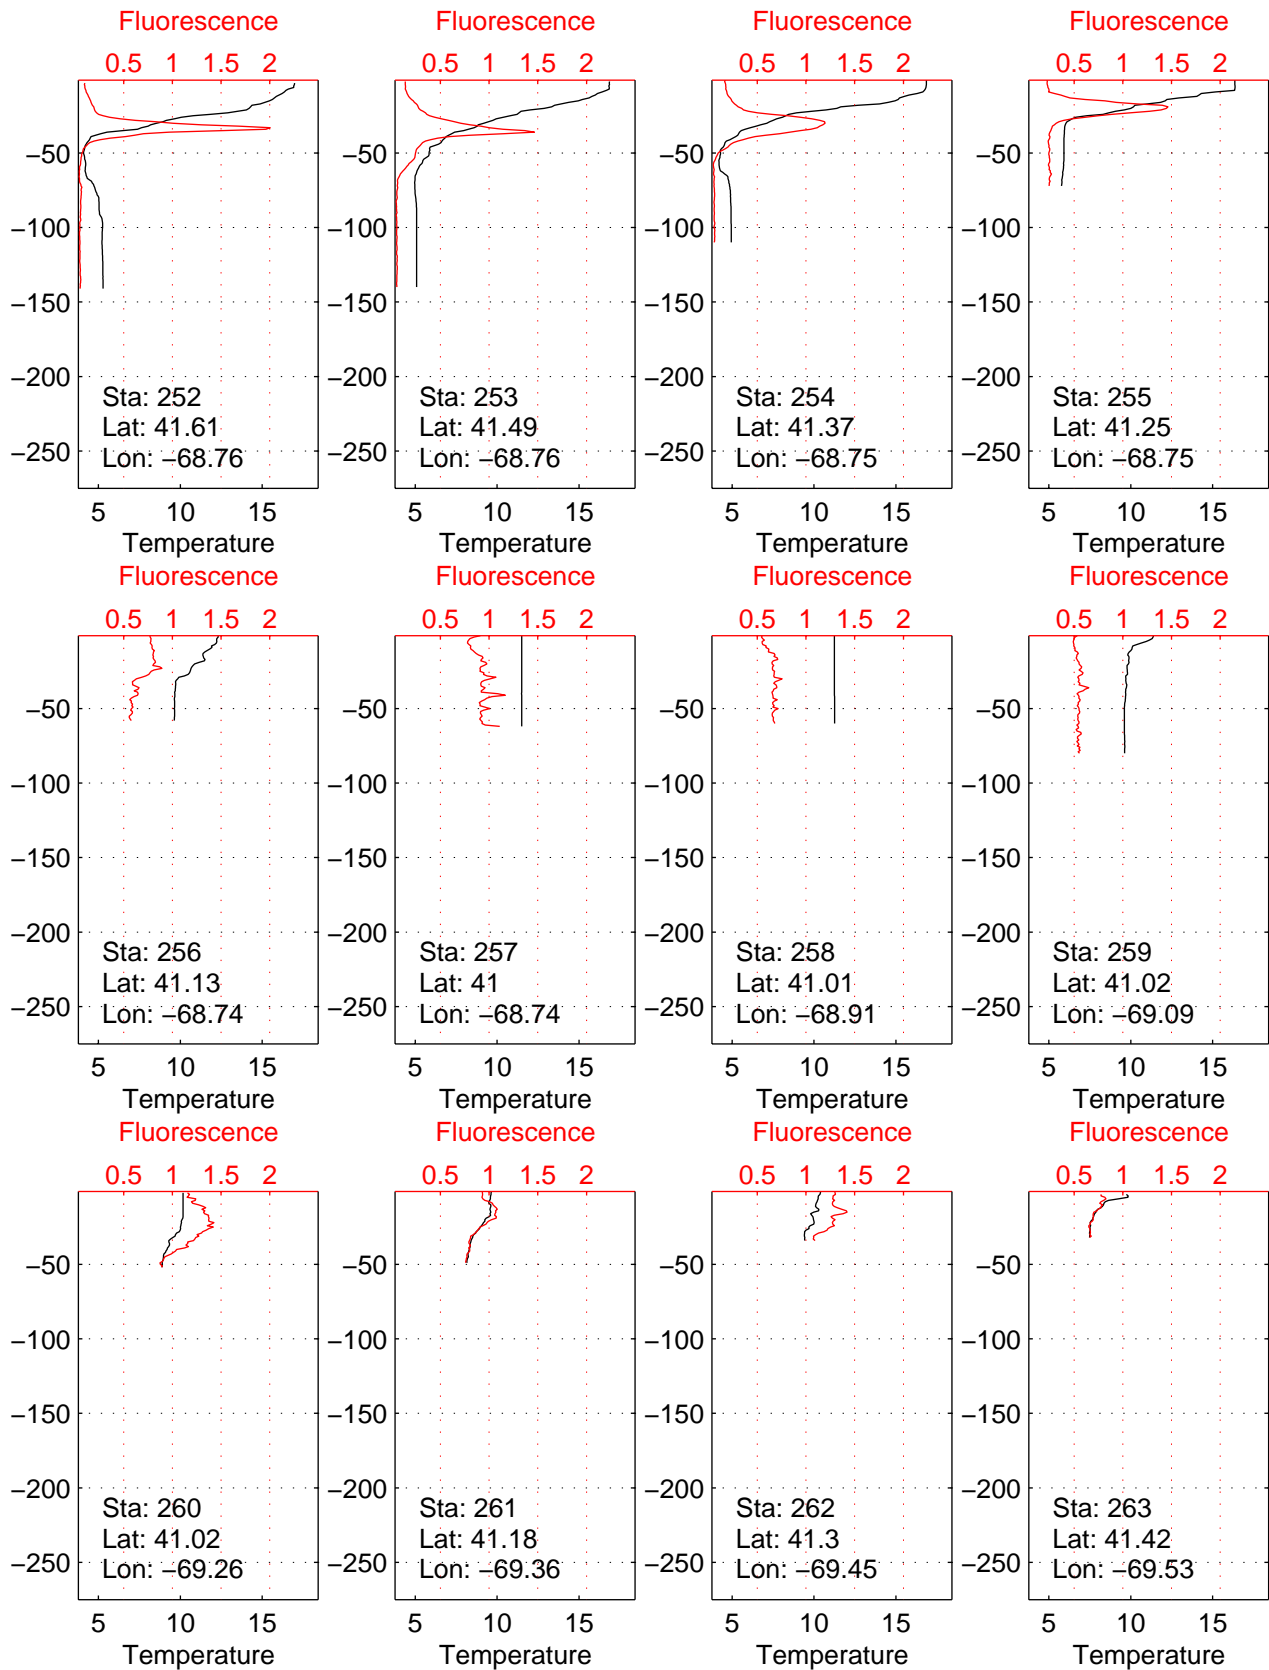 Fluorescence Fluorescence Fluorescence Fluorescence
0.5 1 1.5 2 0.5 1 1.5 2 0.5 1 1.5 2 0.5 1 1.5 2
−50 −50 −50 −50
−100 −100 −100 −100
−150 −150 −150 −150
−200 −200 −200 −200
Sta: 252 Sta: 253 Sta: 254 Sta: 255
Lat: 41.61 Lat: 41.49 Lat: 41.37 Lat: 41.25
−250 Lon: −68.76 −250 Lon: −68.76 −250 Lon: −68.75 −250 Lon: −68.75
5 10 15 5 10 15 5 10 15 5 10 15
Temperature Temperature Temperature Temperature
Fluorescence Fluorescence Fluorescence Fluorescence
0.5 1 1.5 2 0.5 1 1.5 2 0.5 1 1.5 2 0.5 1 1.5 2
−50 −50 −50 −50
−100 −100 −100 −100
−150 −150 −150 −150
−200 −200 −200 −200
Sta: 256 Sta: 257 Sta: 258 Sta: 259
Lat: 41.13 Lat: 41 Lat: 41.01 Lat: 41.02
−250 Lon: −68.74 −250 Lon: −68.74 −250 Lon: −68.91 −250 Lon: −69.09
5 10 15 5 10 15 5 10 15 5 10 15
Temperature Temperature Temperature Temperature
Fluorescence Fluorescence Fluorescence Fluorescence
0.5 1 1.5 2 0.5 1 1.5 2 0.5 1 1.5 2 0.5 1 1.5 2
−50 −50 −50 −50
−100 −100 −100 −100
−150 −150 −150 −150
−200 −200 −200 −200
Sta: 260 Sta: 261 Sta: 262 Sta: 263
Lat: 41.02 Lat: 41.18 Lat: 41.3 Lat: 41.42
−250 Lon: −69.26 −250 Lon: −69.36 −250 Lon: −69.45 −250 Lon: −69.53
5 10 15 5 10 15 5 10 15 5 10 15
Temperature Temperature Temperature Temperature